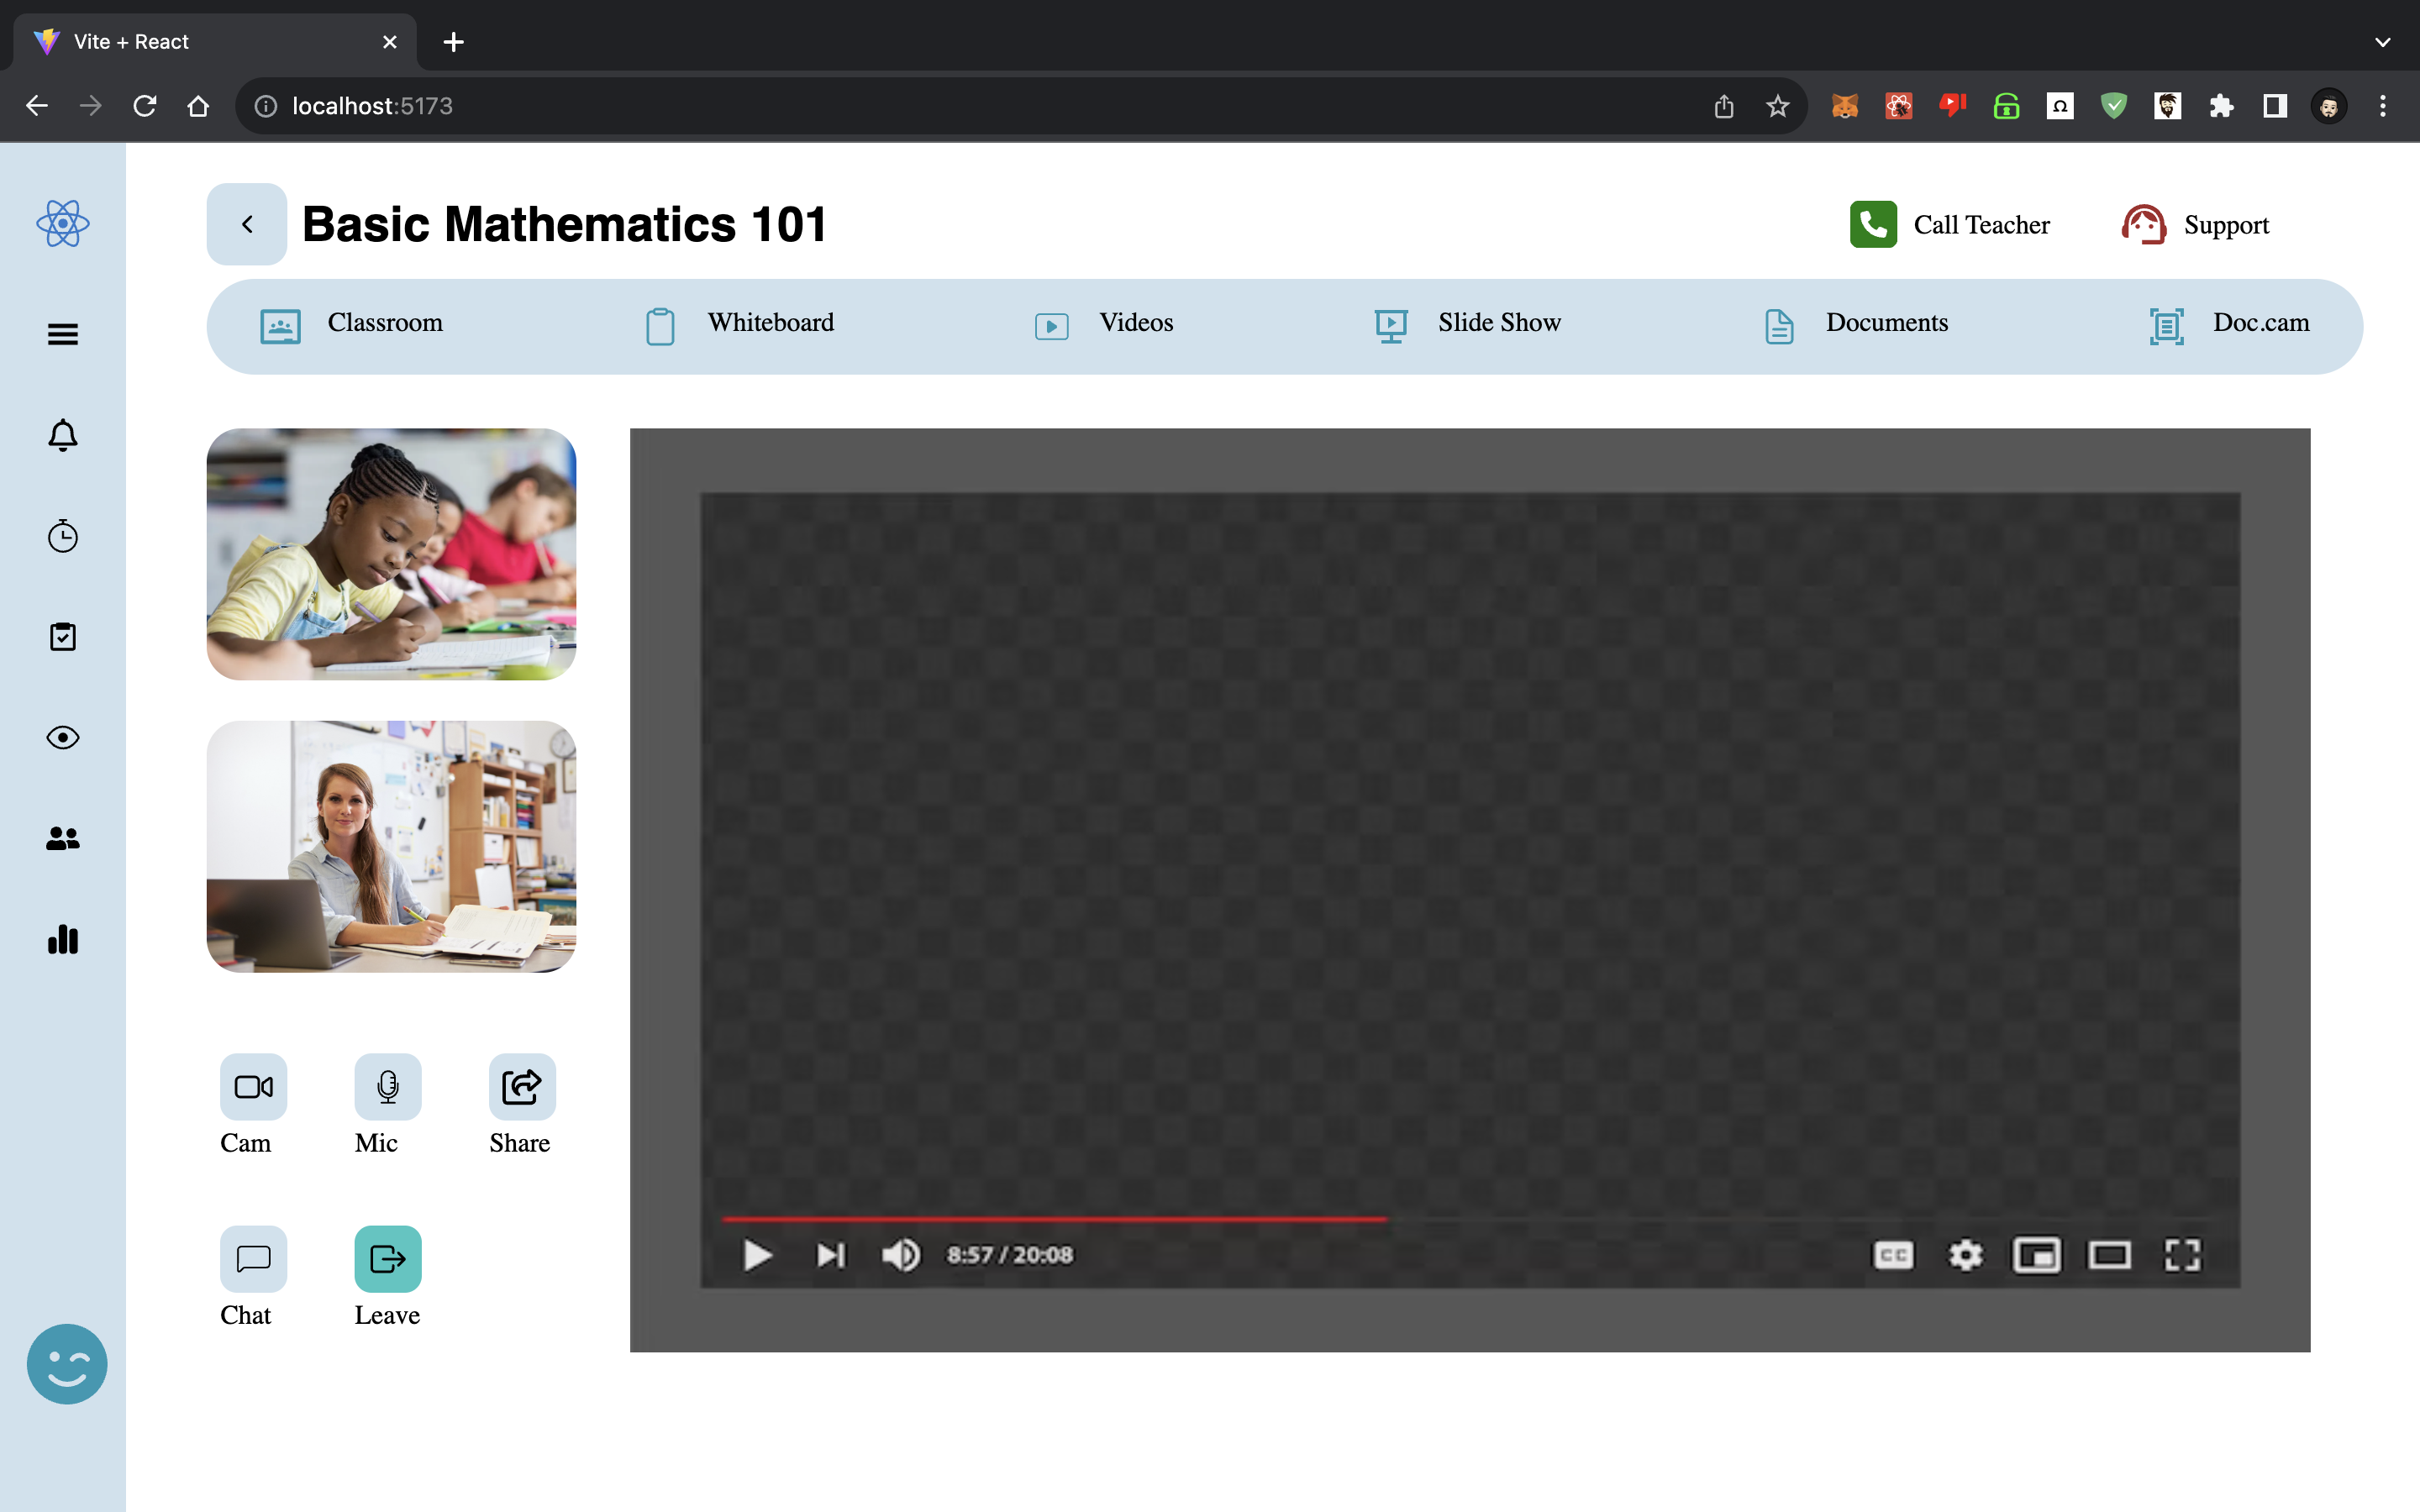 Vite + React
localhost:5173
Basic Mathematics 101
Call Teacher
Support
Classroom
Whiteboard
Videos
Slide Show
Documents
Doc.cam
Cam
Mic
Share
Chat
Leave
8:57 / 20:08
CC